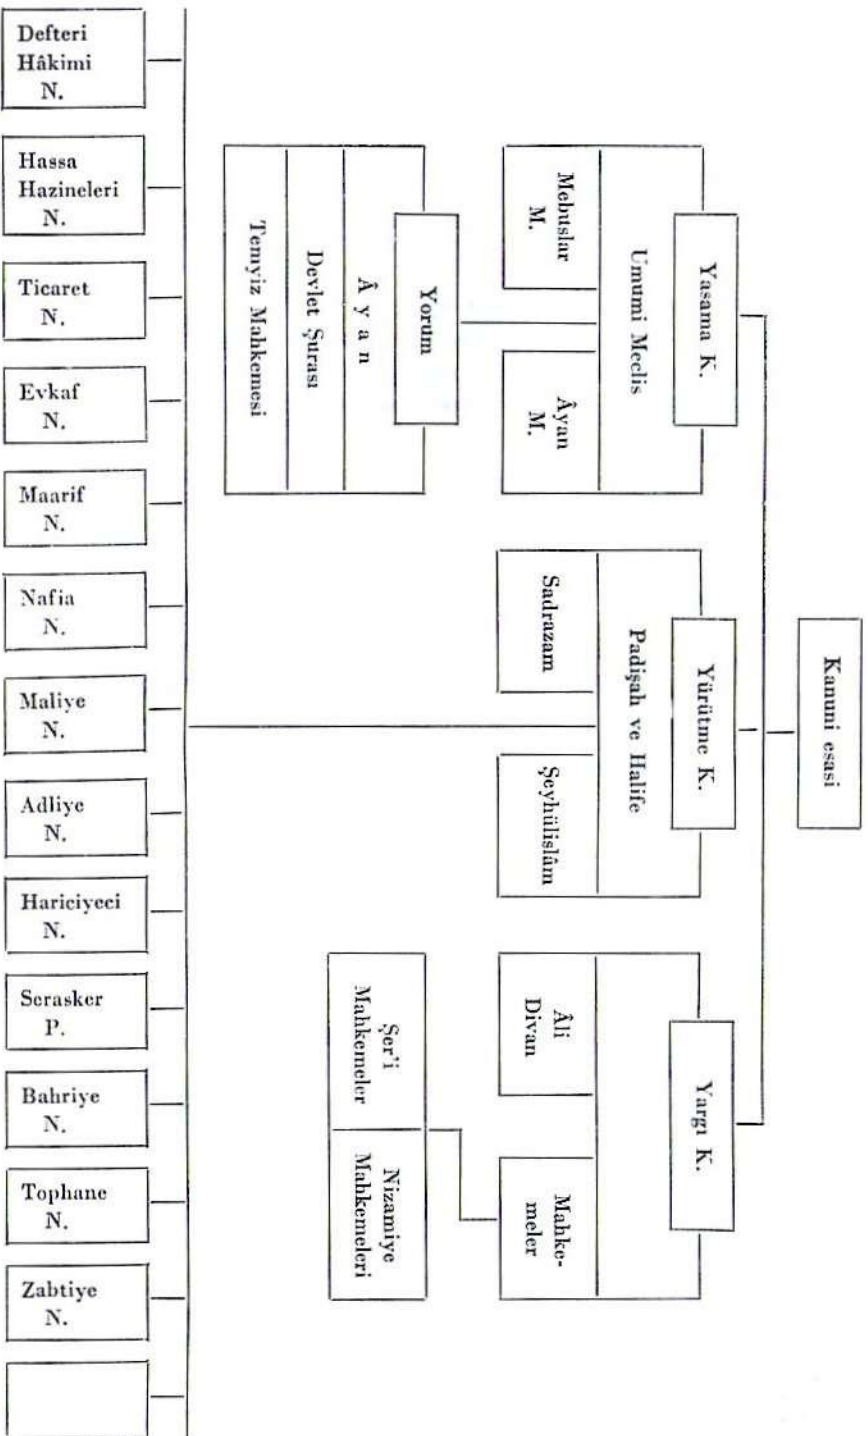 Kanuni esasi
Yasama K.
Umumi Meclis
Mebuslar
M.
Âyan
M.
Yorum
Âyan
Devlet Şurası
Temyiz Mahkemesi
Yürütme K.
Padişah ve Halife
Sadrazam
Şeyhülislâm
Yargı K.
Âli
Divan
Mahke-
meler
Şer'i
Mahkemeler
Nizamiye
Mahkemeleri
Defteri
Hâkimi
N.
Hassa
Hazineleri
N.
Ticaret
N.
Evkaf
N.
Maarif
N.
Nafia
N.
Maliye
N.
Adliye
N.
Hariciyeci
N.
Serasker
P.
Bahriye
N.
Tophane
N.
Zabtiye
N.